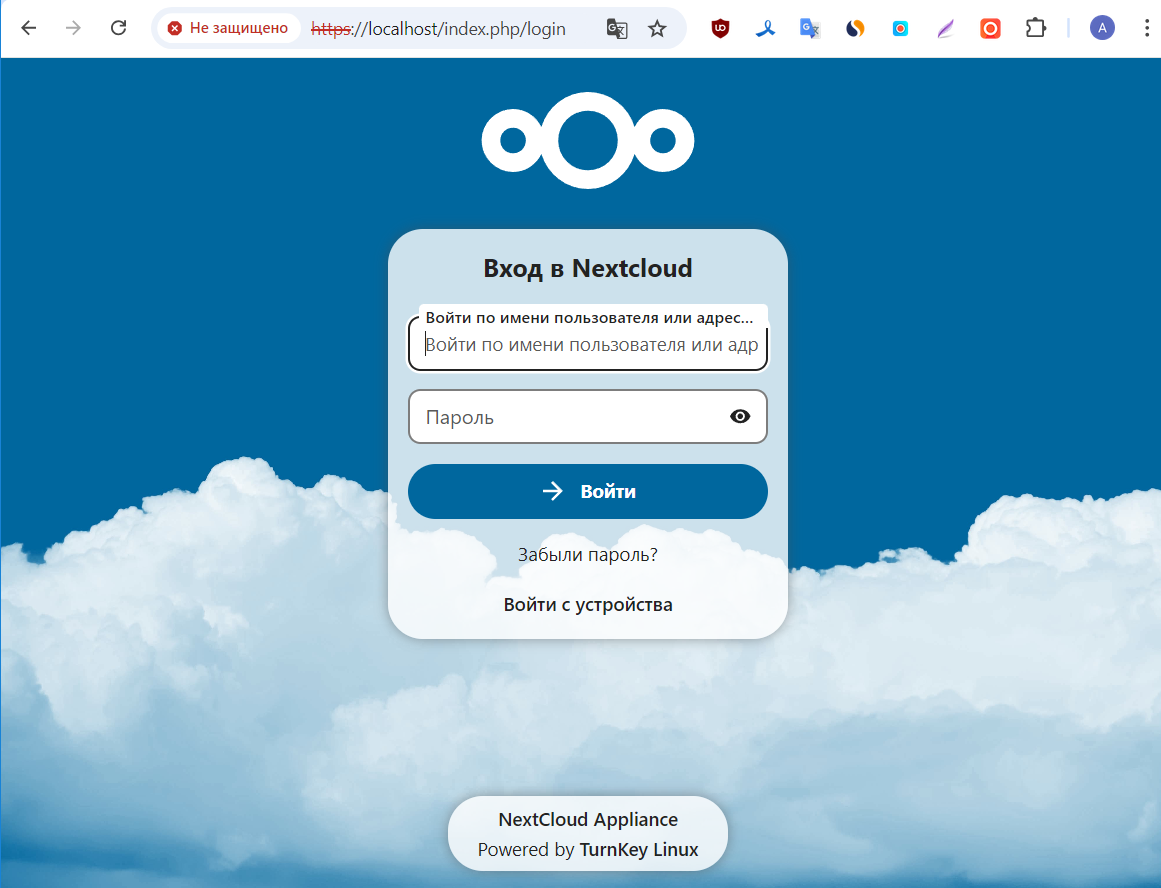 Не защищено https://localhost/index.php/login A
Вход в Nextcloud
Войти по имени пользователя или адрес...
Войти по имени пользователя или адр
Пароль
Войти
Забыли пароль?
Войти с устройства
NextCloud Appliance
Powered by TurnKey Linux